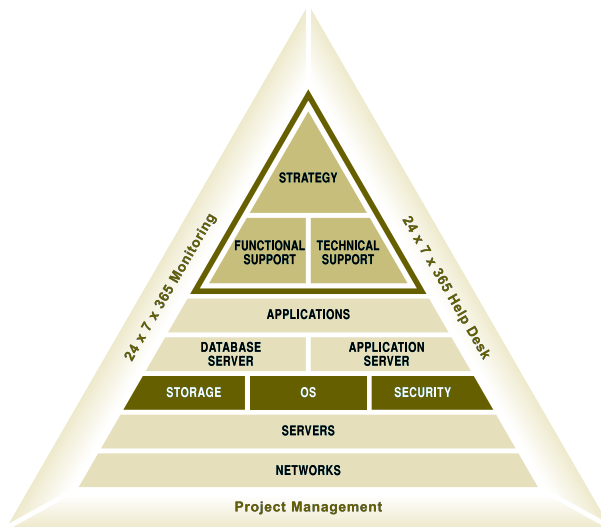 STRATEGY
FUNCTIONAL
SUPPORT
TECHNICAL
SUPPORT
24 x 7 x 365 Monitoring
24 x 7 x 365 Help Desk
APPLICATIONS
DATABASE
SERVER
APPLICATION
SERVER
STORAGE
OS
SECURITY
SERVERS
NETWORKS
Project Management